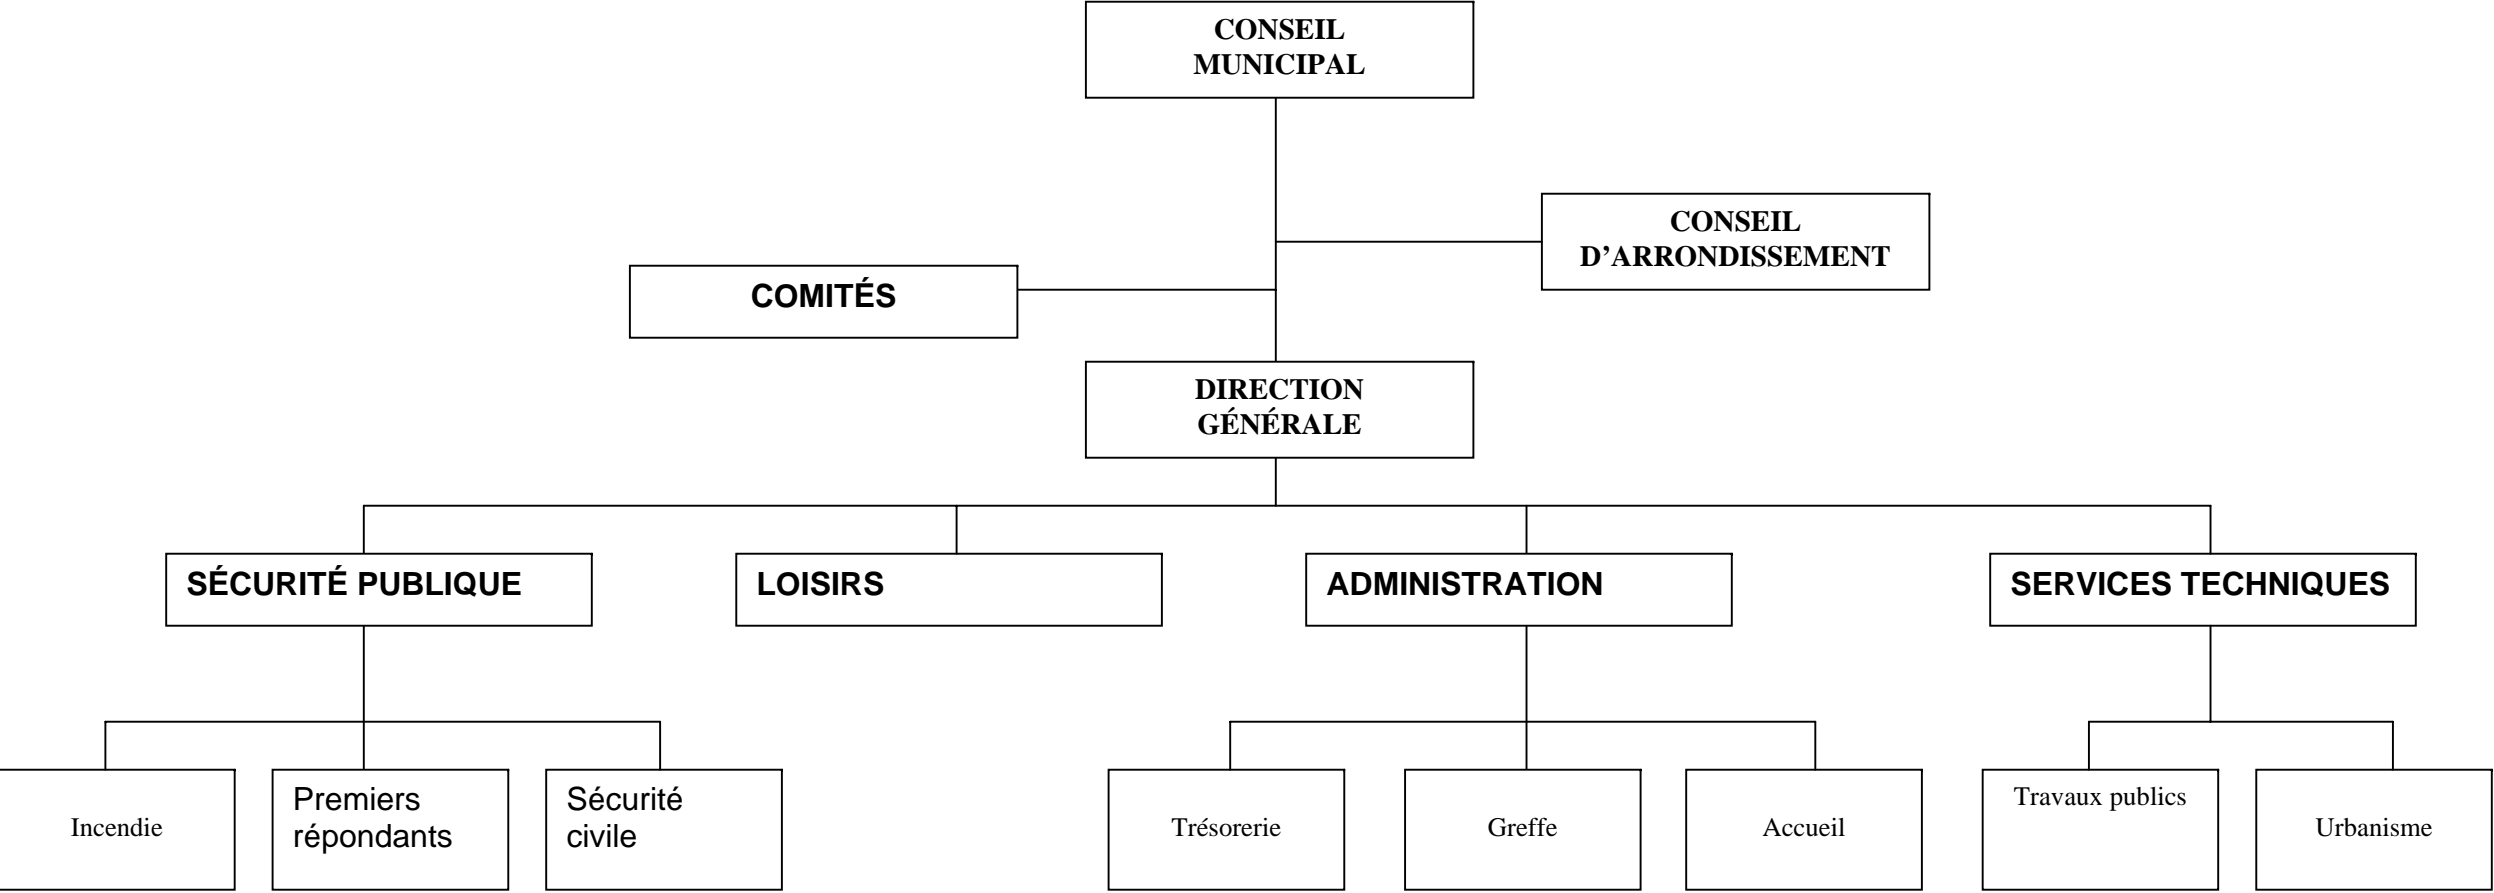 CONSEIL
MUNICIPAL
CONSEIL
D’ARRONDISSEMENT
COMITÉS
DIRECTION
GÉNÉRALE
SÉCURITÉ PUBLIQUE
LOISIRS
ADMINISTRATION
SERVICES TECHNIQUES
Incendie
Premiers
répondants
Sécurité
civile
Trésorerie
Greffe
Accueil
Travaux publics
Urbanisme